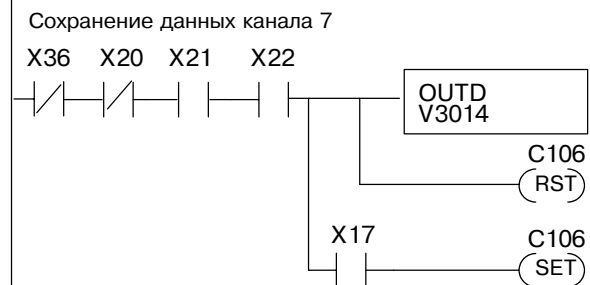 Сохранение данных канала 7
X36 X20 X21 X22
OUTD
V3014
C106
RST
X17 C106
SET